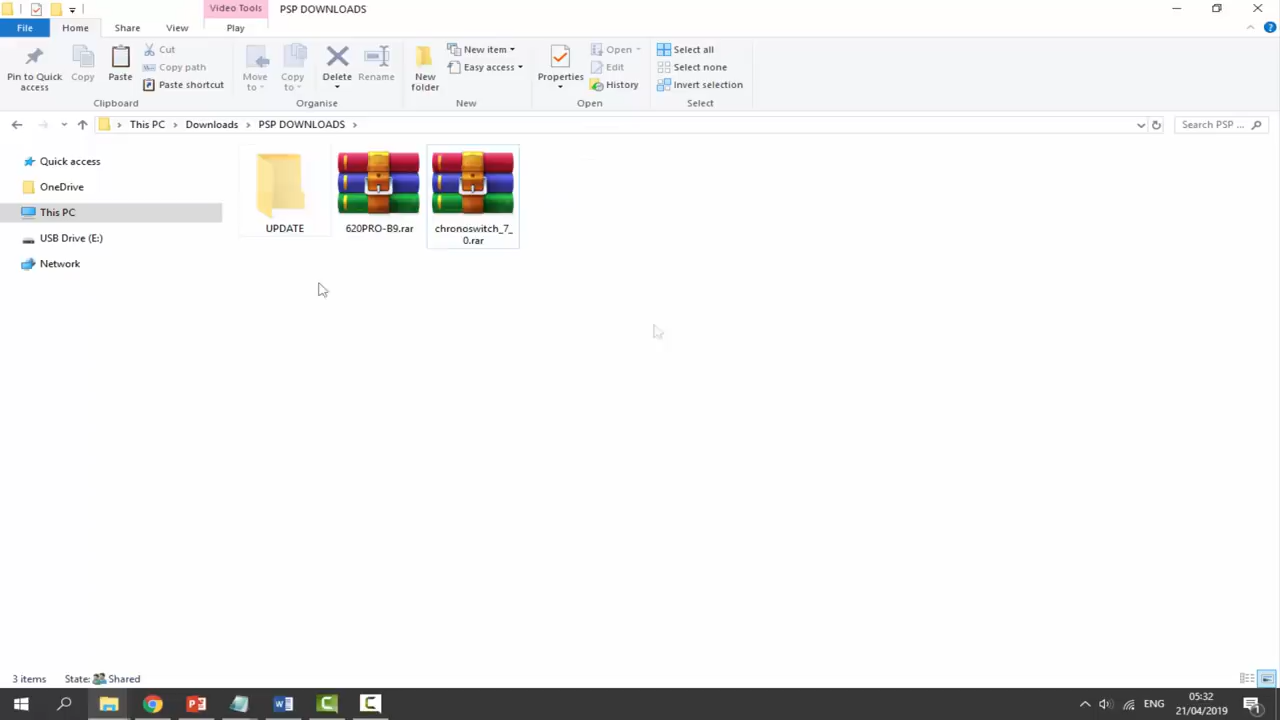 Video Tools
PSP DOWNLOADS
File
Home
Share
View
Play
Pin to Quick
access
Copy
Paste
Cut
Copy path
Paste shortcut
Clipboard
Move
to
Copy
to
Delete
Rename
Organise
New
folder
New item
Easy access
New
Properties
Open
Edit
History
Open
Select all
Select none
Invert selection
Select
This PC
Downloads
PSP DOWNLOADS
Search PSP ...
Quick access
OneDrive
This PC
USB Drive (E:)
Network
UPDATE
620PRO-B9.rar
chronoswitch_7_
0.rar
3 items
State:
Shared
ENG
05:32
21/04/2019